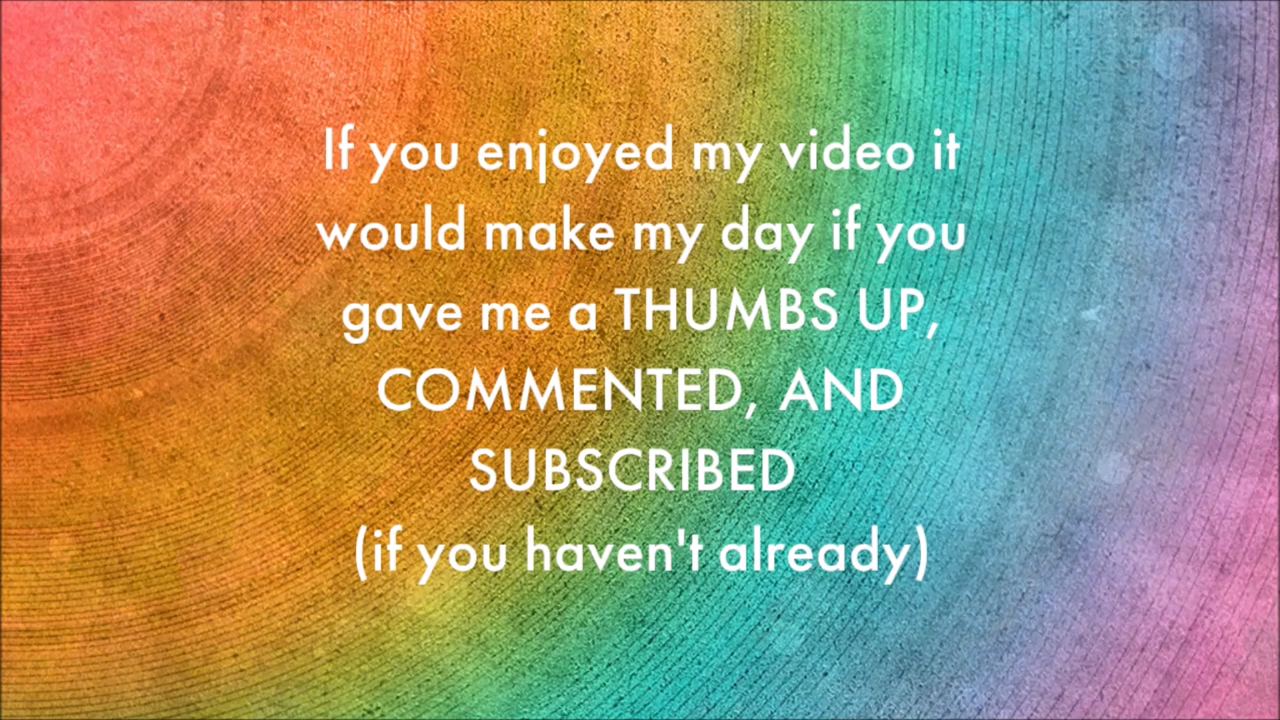 If you enjoyed my video it
would make my day if you
gave me a THUMBS UP,
COMMENTED, AND
SUBSCRIBED
(if you haven't already)